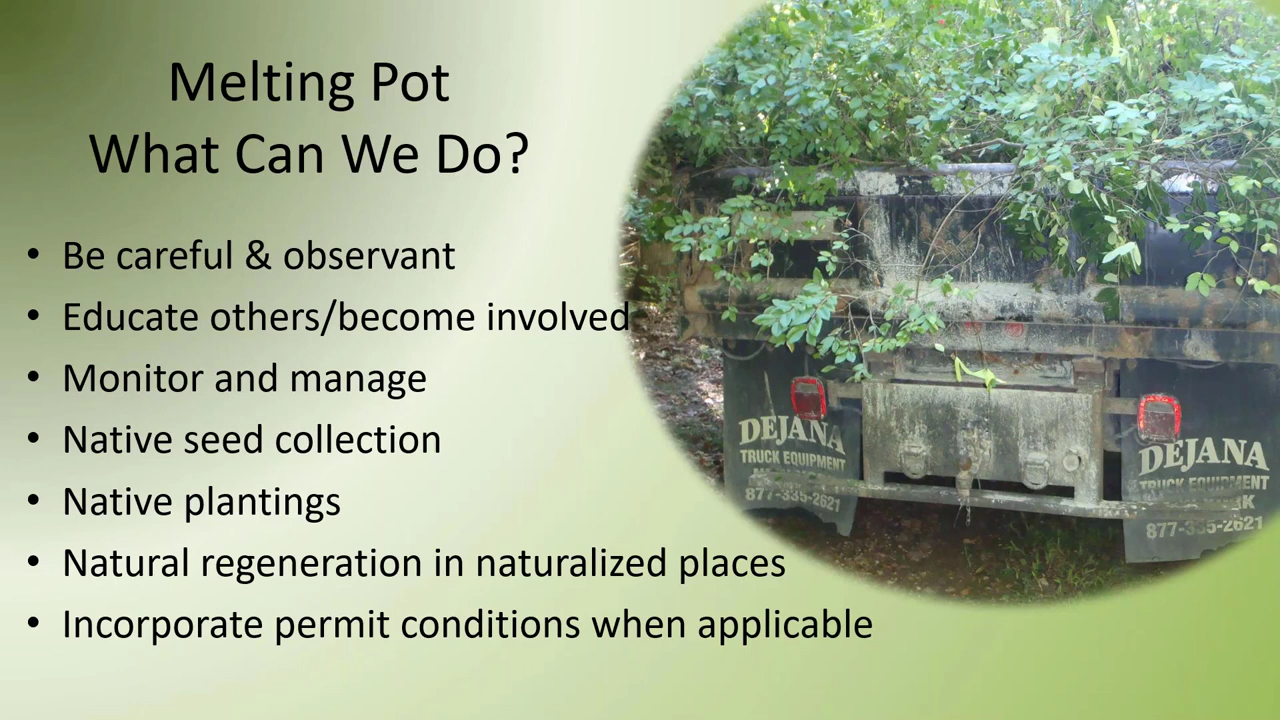 Melting Pot
What Can We Do?
• Be careful & observant
• Educate others/become involved
• Monitor and manage
• Native seed collection
• Native plantings
• Natural regeneration in naturalized places
• Incorporate permit conditions when applicable
DEJANA
TRUCK EQUIPMENT
877-335-2621
DEJANA
TRUCK EQUIPMENT
877-335-2621